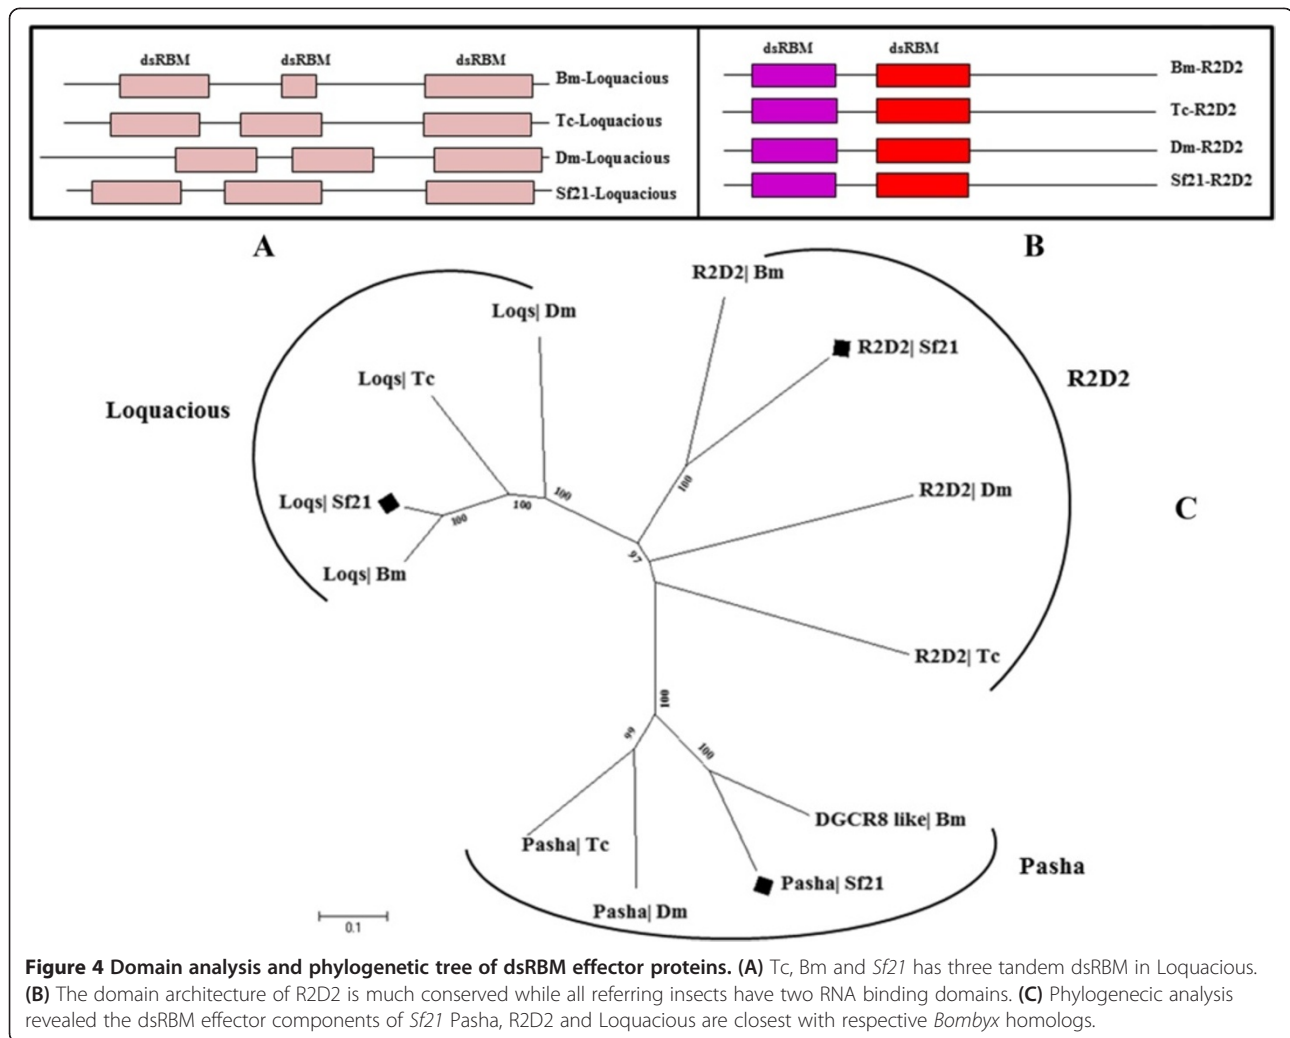 dsRBM dsRBM dsRBM
Bm-Loquacious
Tc-Loquacious
Dm-Loquacious
Sf21-Loquacious
dsRBM dsRBM
Bm-R2D2
Tc-R2D2
Dm-R2D2
Sf21-R2D2
A
B
R2D2| Bm
Loqs| Dm
R2D2| Sf21
Loqs| Tc
R2D2
Loquacious
100
R2D2| Dm
100
Loqs| Sf21
100
C
100
97
Loqs| Bm
R2D2| Tc
100
99
100
DGCR8 like| Bm
Pasha| Tc
Pasha
Pasha| Sf21
Pasha| Dm
0.1
Figure 4 Domain analysis and phylogenetic tree of dsRBM effector proteins. (A) Tc, Bm and Sf21 has three tandem dsRBM in Loquacious.
(B) The domain architecture of R2D2 is much conserved while all referring insects have two RNA binding domains. (C) Phylogenecic analysis
revealed the dsRBM effector components of Sf21 Pasha, R2D2 and Loquacious are closest with respective Bombyx homologs.